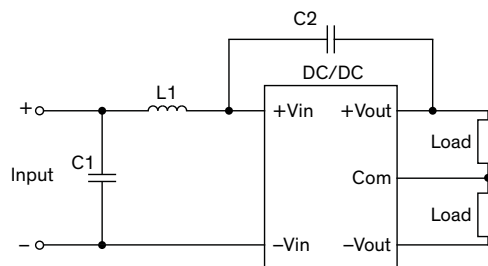 C2
DC/DC
L1
+
+Vin
+Vout
Load
C1
Input
Com
Load
–
–Vin
–Vout